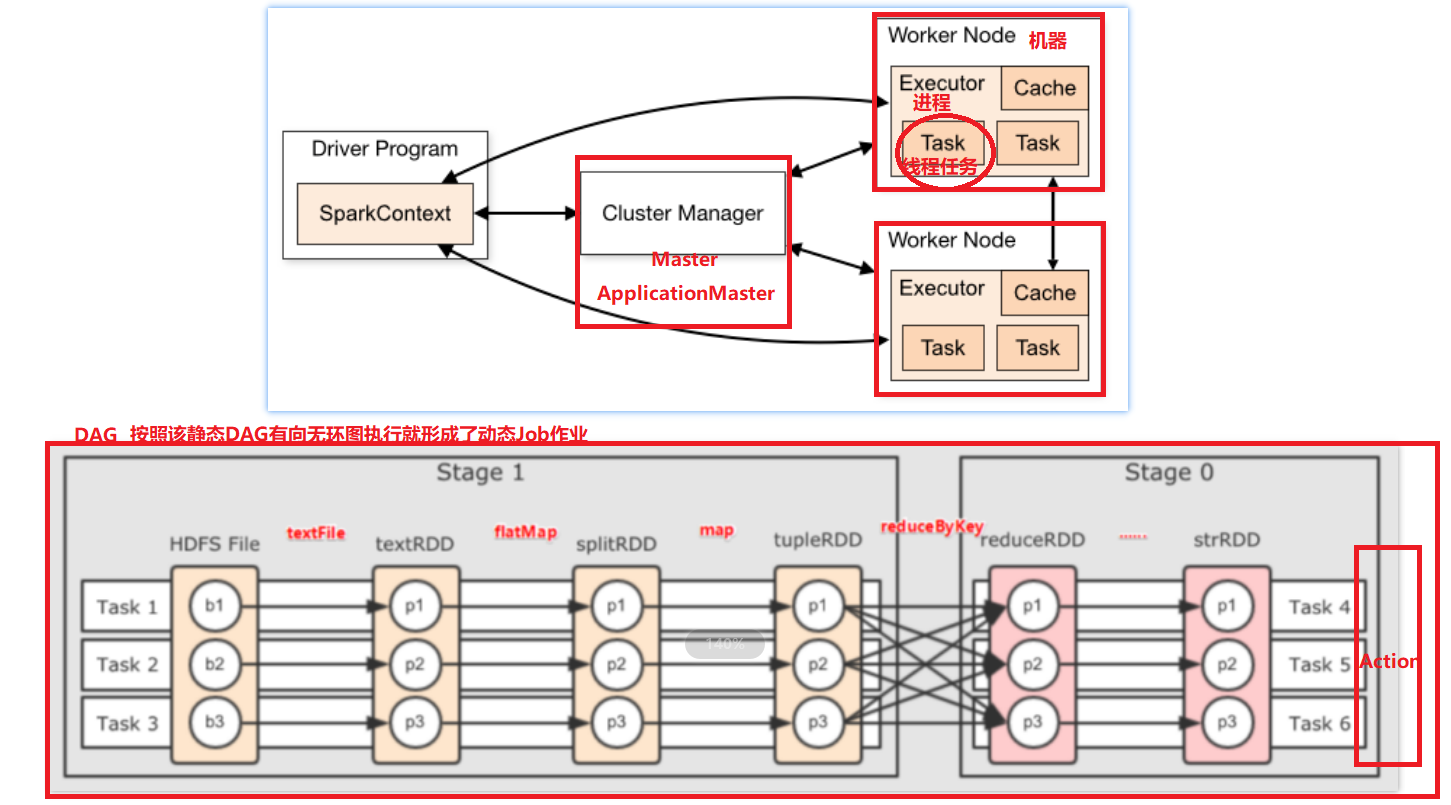 Worker Node 机器
Executor
进程
Cache
Task
线程任务
Task
Driver Program
SparkContext
Cluster Manager
Master
ApplicationMaster
Worker Node
Executor
Cache
Task
Task
DAG 按照该静态DAG有向无环图执行就形成了动态Job作业
Stage 1
Stage 0
HDFS File
textFile
textRDD
flatMap
splitRDD
map
tupleRDD
reduceByKey
reduceRDD
......
strRDD
Task 1 b1 p1 p1 p1 p1 p1 Task 4
140%
Task 2 b2 p2 p2 p2 p2 p2 Task 5
Action
Task 3 b3 p3 p3 p3 p3 p3 Task 6